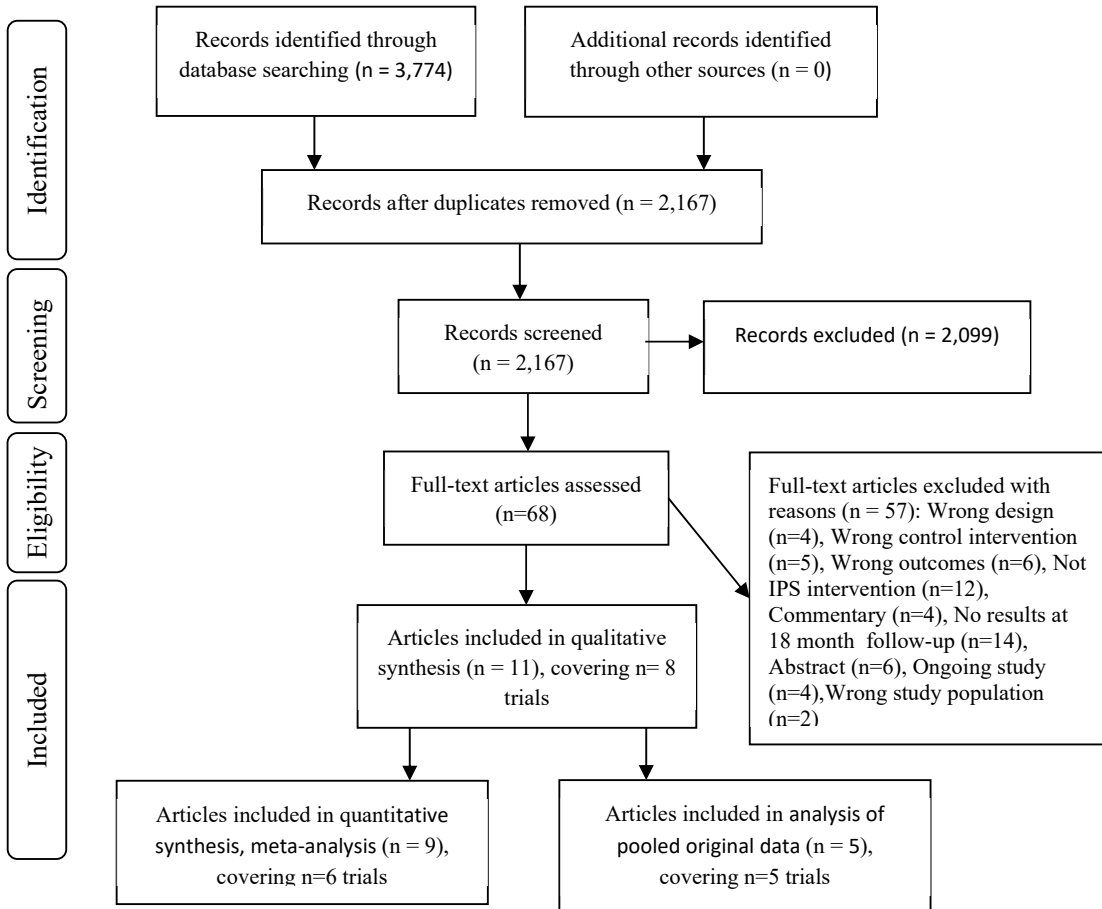 Identification
Records identified through
database searching (n = 3,774)
Additional records identified
through other sources (n = 0)
Records after duplicates removed (n = 2,167)
Screening
Records screened
(n = 2,167)
Records excluded (n = 2,099)
Eligibility
Full-text articles assessed
(n=68)
Full-text articles excluded with
reasons (n = 57): Wrong design
(n=4), Wrong control intervention
(n=5), Wrong outcomes (n=6), Not
IPS intervention (n=12),
Commentary (n=4), No results at
18 month follow-up (n=14),
Abstract (n=6), Ongoing study
(n=4),Wrong study population
(n=2)
Included
Articles included in qualitative
synthesis (n = 11), covering n= 8
trials
Articles included in quantitative
synthesis, meta-analysis (n = 9),
covering n=6 trials
Articles included in analysis of
pooled original data (n = 5),
covering n=5 trials